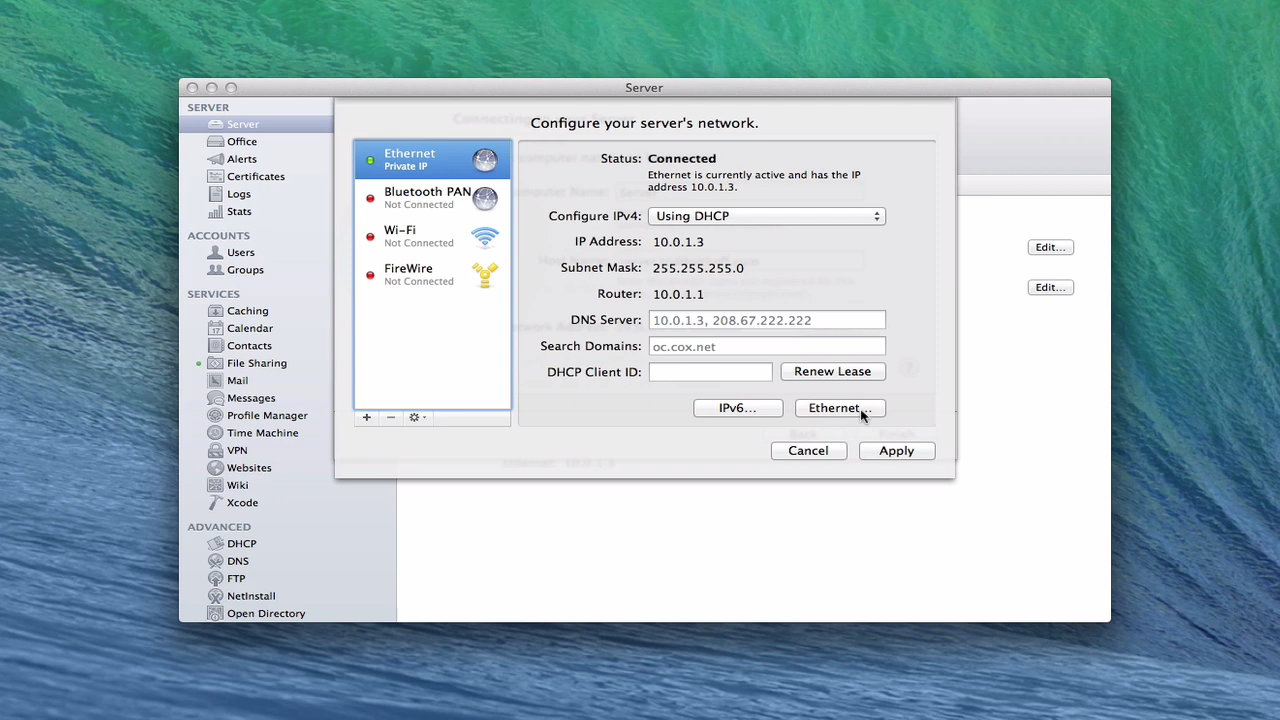 Server
SERVER
Server
Office
Alerts
Certificates
Logs
Stats
ACCOUNTS
Users
Groups
SERVICES
Caching
17
Calendar
Contacts
File Sharing
Mail
Messages
Profile Manager
Time Machine
VPN
Websites
Wiki
Xcode
ADVANCED
DHCP
DNS
FTP
NetInstall
Open Directory
Configure your server's network.
Ethernet
Private IP
Bluetooth PAN
Not Connected
Wi-Fi
Not Connected
FireWire
Not Connected
Status: Connected
Ethernet is currently active and has the IP
address 10.0.1.3.
Configure IPv4: Using DHCP
IP Address: 10.0.1.3
Subnet Mask: 255.255.255.0
Router: 10.0.1.1
DNS Server: 10.0.1.3, 208.67.222.222
Search Domains: oc.cox.net
DHCP Client ID:
Renew Lease
IPv6...
Ethernet...
Cancel
Apply
Edit...
Edit...